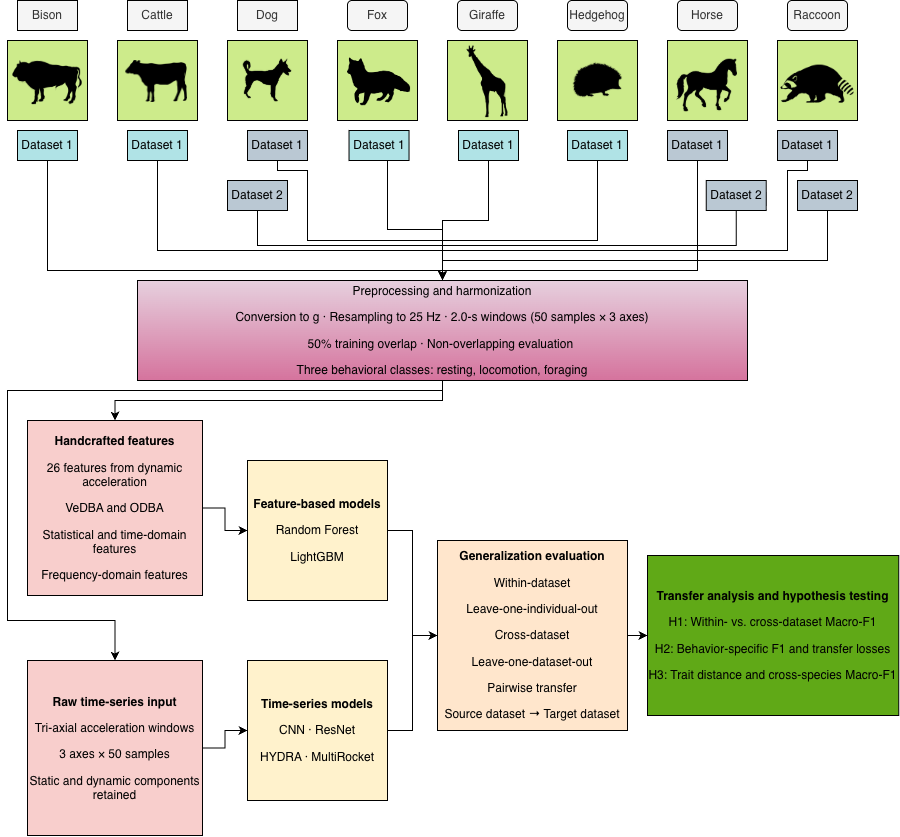 Bison
Cattle
Dog
Fox
Giraffe
Hedgehog
Horse
Raccoon
Dataset 1
Dataset 1
Dataset 1
Dataset 1
Dataset 1
Dataset 1
Dataset 1
Dataset 1
Dataset 2
Dataset 2
Dataset 2
Preprocessing and harmonization
Conversion to g · Resampling to 25 Hz · 2.0-s windows (50 samples × 3 axes)
50% training overlap · Non-overlapping evaluation
Three behavioral classes: resting, locomotion, foraging
Handcrafted features
26 features from dynamic
acceleration
VeDBA and ODBA
Statistical and time-domain
features
Frequency-domain features
Feature-based models
Random Forest
LightGBM
Raw time-series input
Tri-axial acceleration windows
3 axes × 50 samples
Static and dynamic components
retained
Time-series models
CNN · ResNet
HYDRA · MultiRocket
Generalization evaluation
Within-dataset
Leave-one-individual-out
Cross-dataset
Leave-one-dataset-out
Pairwise transfer
Source dataset → Target dataset
Transfer analysis and hypothesis testing
H1: Within- vs. cross-dataset Macro-F1
H2: Behavior-specific F1 and transfer losses
H3: Trait distance and cross-species Macro-F1